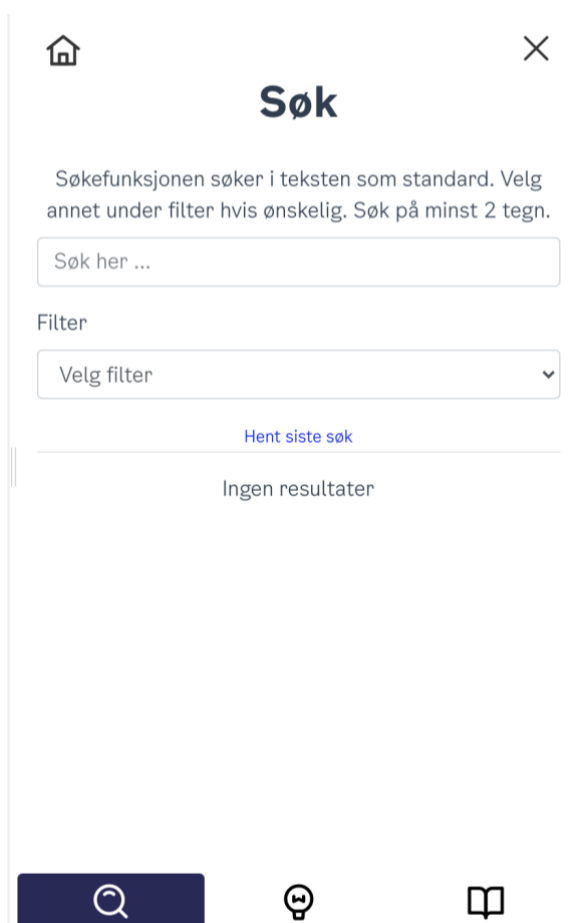 Søk
Søkefunksjonen søker i teksten som standard. Velg
annet under filter hvis ønskelig. Søk på minst 2 tegn.
Søk her ...
Filter
Velg filter
Hent siste søk
Ingen resultater